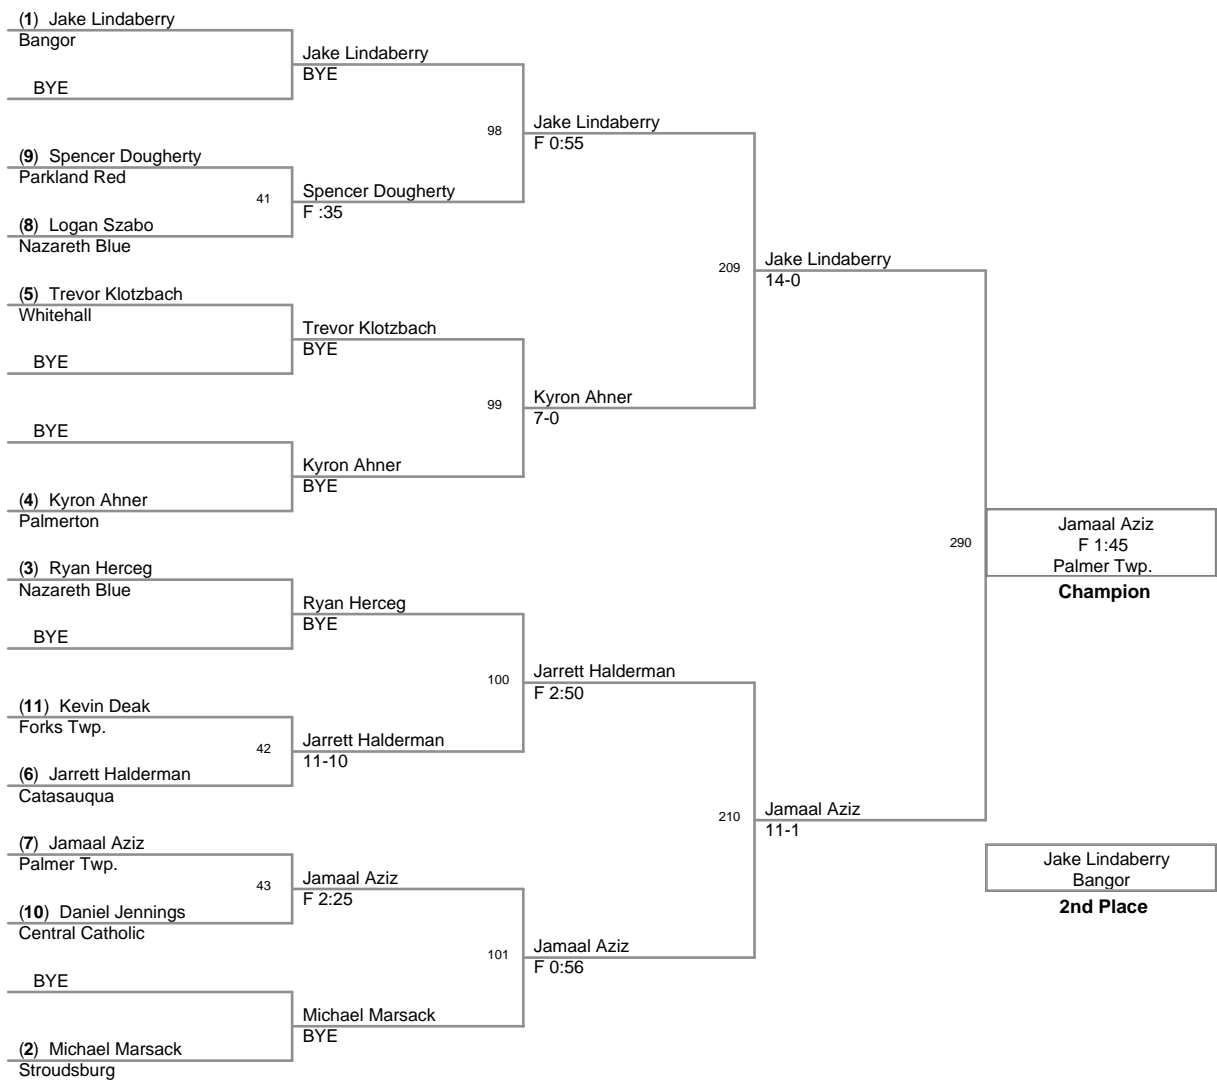 (1) Jake Lindaberry
Bangor
BYE
(9) Spencer Dougherty
Parkland Red
41
(8) Logan Szabo
Nazareth Blue
(5) Trevor Klotzbach
Whitehall
BYE
BYE
(4) Kyron Ahner
Palmerton
(3) Ryan Herceg
Nazareth Blue
BYE
(11) Kevin Deak
Forks Twp.
42
(6) Jarrett Halderman
Catasauqua
(7) Jamaal Aziz
Palmer Twp.
43
(10) Daniel Jennings
Central Catholic
BYE
(2) Michael Marsack
Stroudsburg
Jake Lindaberry
BYE
98
Spencer Dougherty
F :35
Trevor Klotzbach
BYE
99
Kyron Ahner
BYE
Ryan Herceg
BYE
100
Jarrett Halderman
11-10
Jamaal Aziz
F 2:25
101
Michael Marsack
BYE
Jake Lindaberry
F 0:55
209
Kyron Ahner
7-0
Jarrett Halderman
F 2:50
210
Jamaal Aziz
F 0:56
Jake Lindaberry
14-0
290
Jamaal Aziz
11-1
Jamaal Aziz
F 1:45
Palmer Twp.
Champion
Jake Lindaberry
Bangor
2nd Place